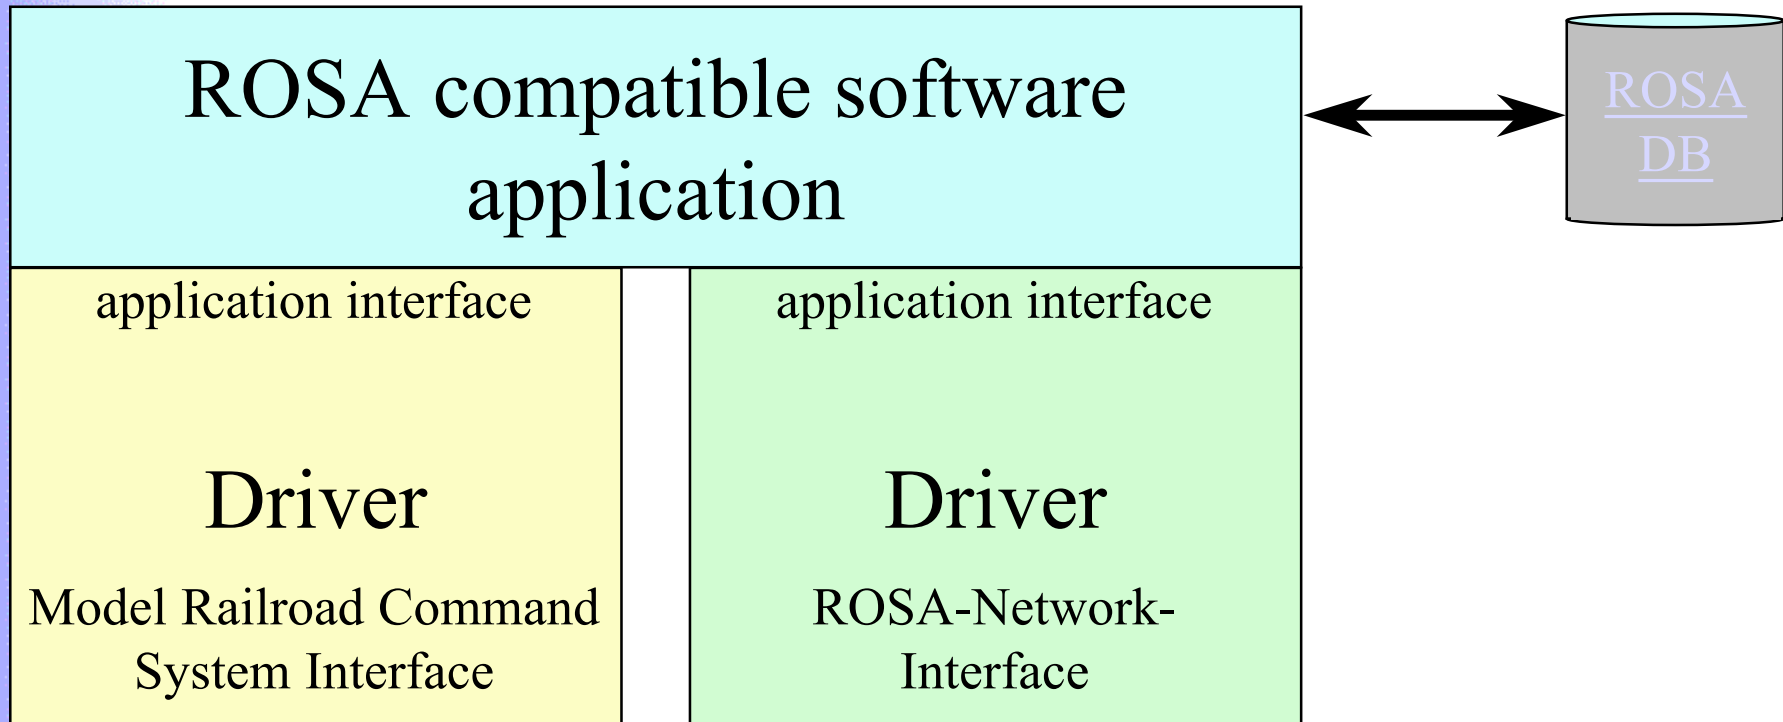 ROSA compatible software
application
ROSA
DB
application interface
Driver
Model Railroad Command
System Interface
application interface
Driver
ROSA-Network-
Interface